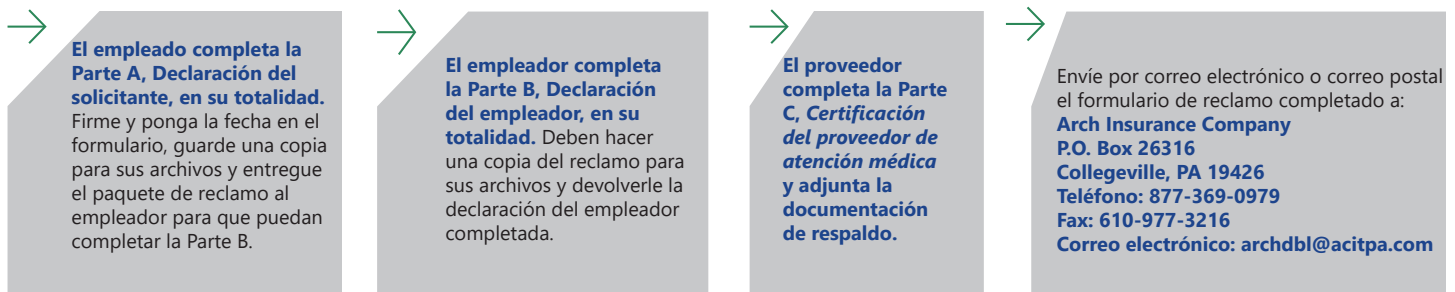 El empleado completa la
Parte A, Declaración del
solicitante, en su totalidad.
Firme y ponga la fecha en el
formulario, guarde una copia
para sus archivos y entregue
el paquete de reclamo al
empleador para que puedan
completar la Parte B.
El empleador completa
la Parte B, Declaración
del empleador, en su
totalidad. Deben hacer
una copia del reclamo para
sus archivos y devolverle la
declaración del empleador
completada.
El proveedor
completa la Parte
C, Certificación
del proveedor de
atención médica
y adjunta la
documentación
de respaldo.
Envíe por correo electrónico o correo postal
el formulario de reclamo completado a:
Arch Insurance Company
P.O. Box 26316
Collegeville, PA 19426
Teléfono: 877-369-0979
Fax: 610-977-3216
Correo electrónico: archdbl@acitpa.com